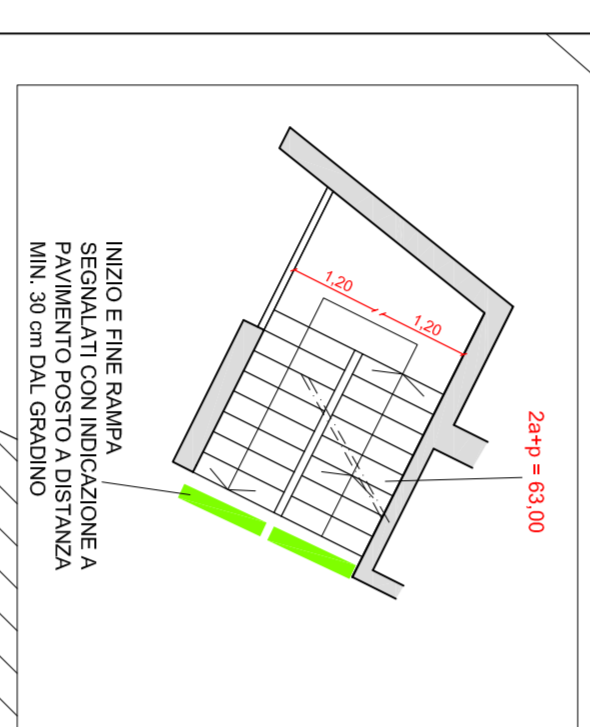 INIZIO E FINE RAMPA
SEGNALATI CON INDICAZIONE A
PAVIMENTO POSTO A DISTANZA
MIN. 30 cm DAL GRADINO
1,20
1,20
2a+p = 63,00